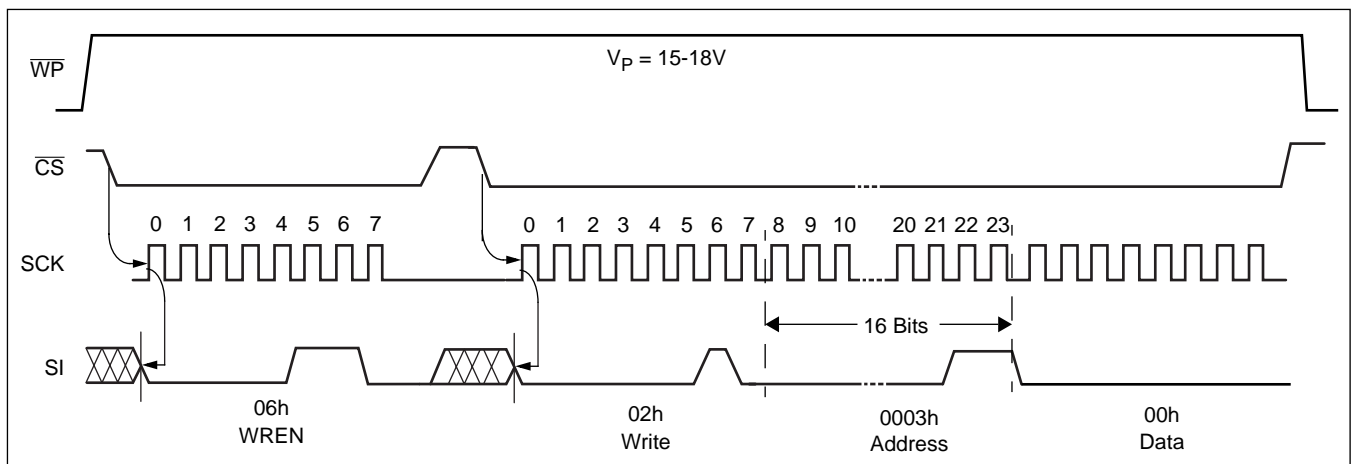 WP
V_P = 15-18V
CS
0 1 2 3 4 5 6 7 0 1 2 3 4 5 6 7 8 9 10 20 21 22 23
SCK
16 Bits
SI
06h
WREN
02h
Write
0003h
Address
00h
Data